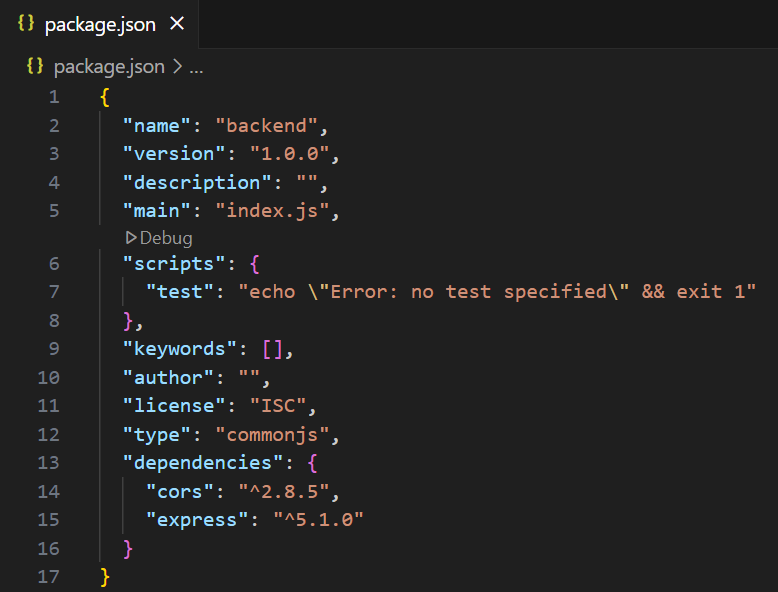 {} package.json ×
{} package.json > ...
1 {
2   "name": "backend",
3   "version": "1.0.0",
4   "description": "",
5   "main": "index.js",
Debug
6   "scripts": {
7     "test": "echo \"Error: no test specified\" && exit 1"
8   },
9   "keywords": [],
10   "author": "",
11   "license": "ISC",
12   "type": "commonjs",
13   "dependencies": {
14     "cors": "^2.8.5",
15     "express": "^5.1.0"
16   }
17 }